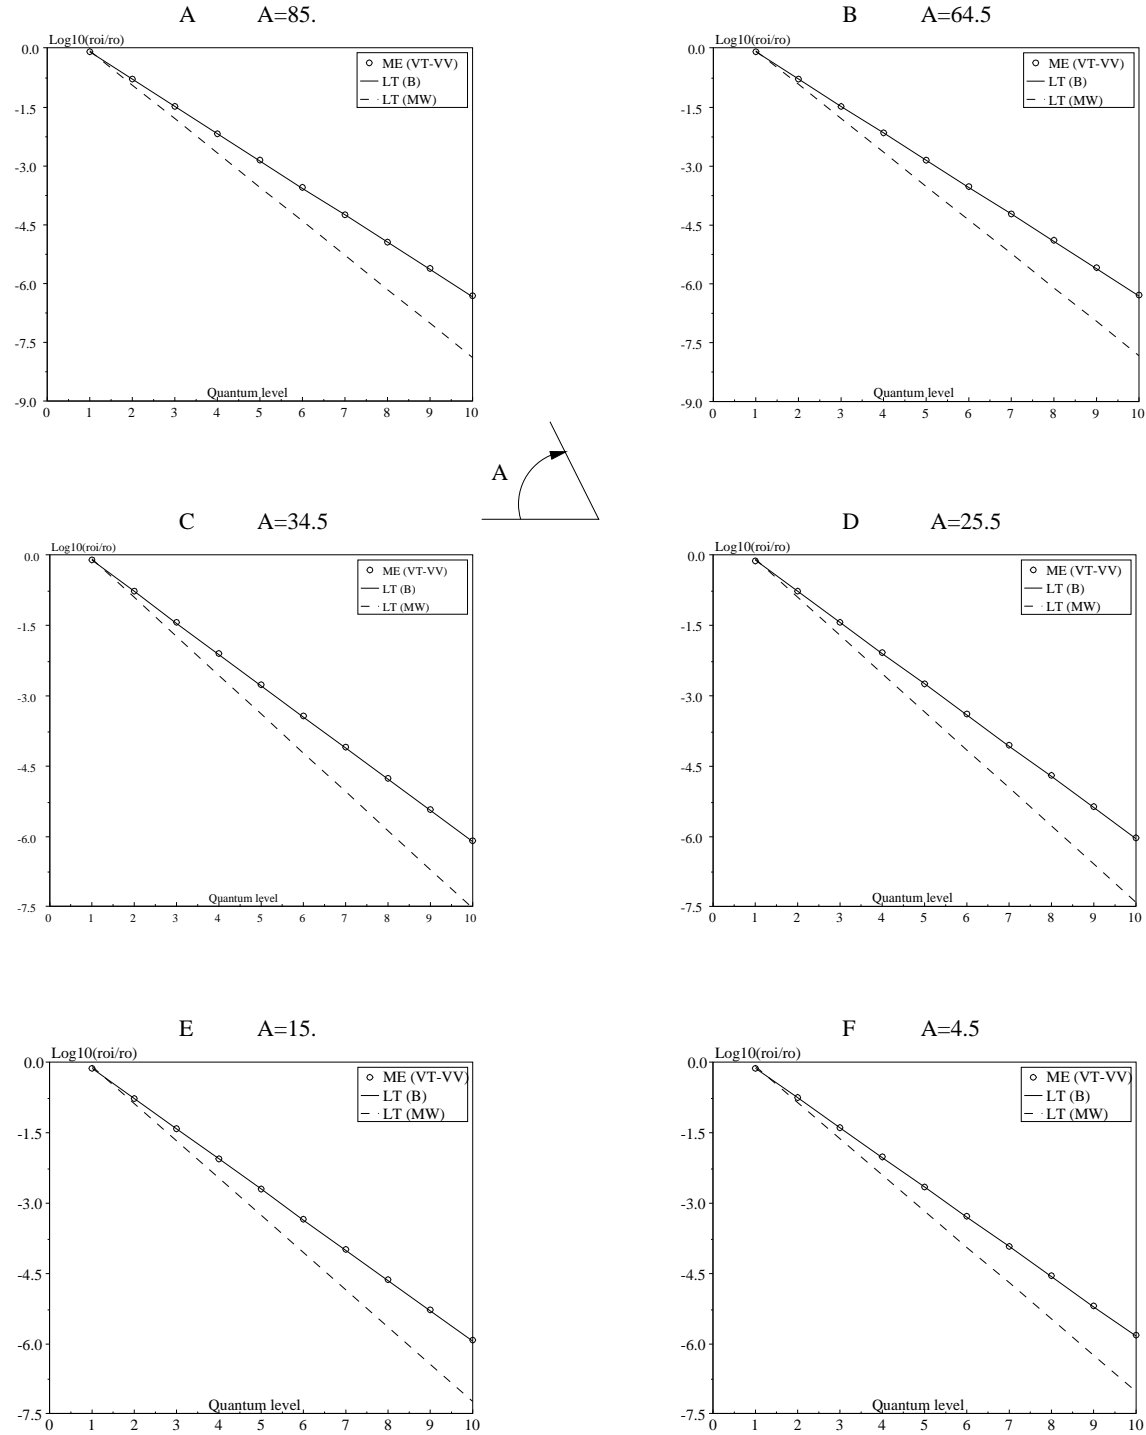 A A=85.
Log10(roi/ro)
ME (VT-VV)
LT (B)
LT (MW)
0.0
-1.5
-3.0
-4.5
-6.0
-7.5
-9.0
Quantum level
0 1 2 3 4 5 6 7 8 9 10
B A=64.5
Log10(roi/ro)
ME (VT-VV)
LT (B)
LT (MW)
0.0
-1.5
-3.0
-4.5
-6.0
-7.5
-9.0
Quantum level
0 1 2 3 4 5 6 7 8 9 10
A
C A=34.5
Log10(roi/ro)
ME (VT-VV)
LT (B)
LT (MW)
0.0
-1.5
-3.0
-4.5
-6.0
-7.5
Quantum level
0 1 2 3 4 5 6 7 8 9 10
D A=25.5
Log10(roi/ro)
ME (VT-VV)
LT (B)
LT (MW)
0.0
-1.5
-3.0
-4.5
-6.0
-7.5
Quantum level
0 1 2 3 4 5 6 7 8 9 10
E A=15.
Log10(roi/ro)
ME (VT-VV)
LT (B)
LT (MW)
0.0
-1.5
-3.0
-4.5
-6.0
-7.5
Quantum level
0 1 2 3 4 5 6 7 8 9 10
F A=4.5
Log10(roi/ro)
ME (VT-VV)
LT (B)
LT (MW)
0.0
-1.5
-3.0
-4.5
-6.0
-7.5
Quantum level
0 1 2 3 4 5 6 7 8 9 10